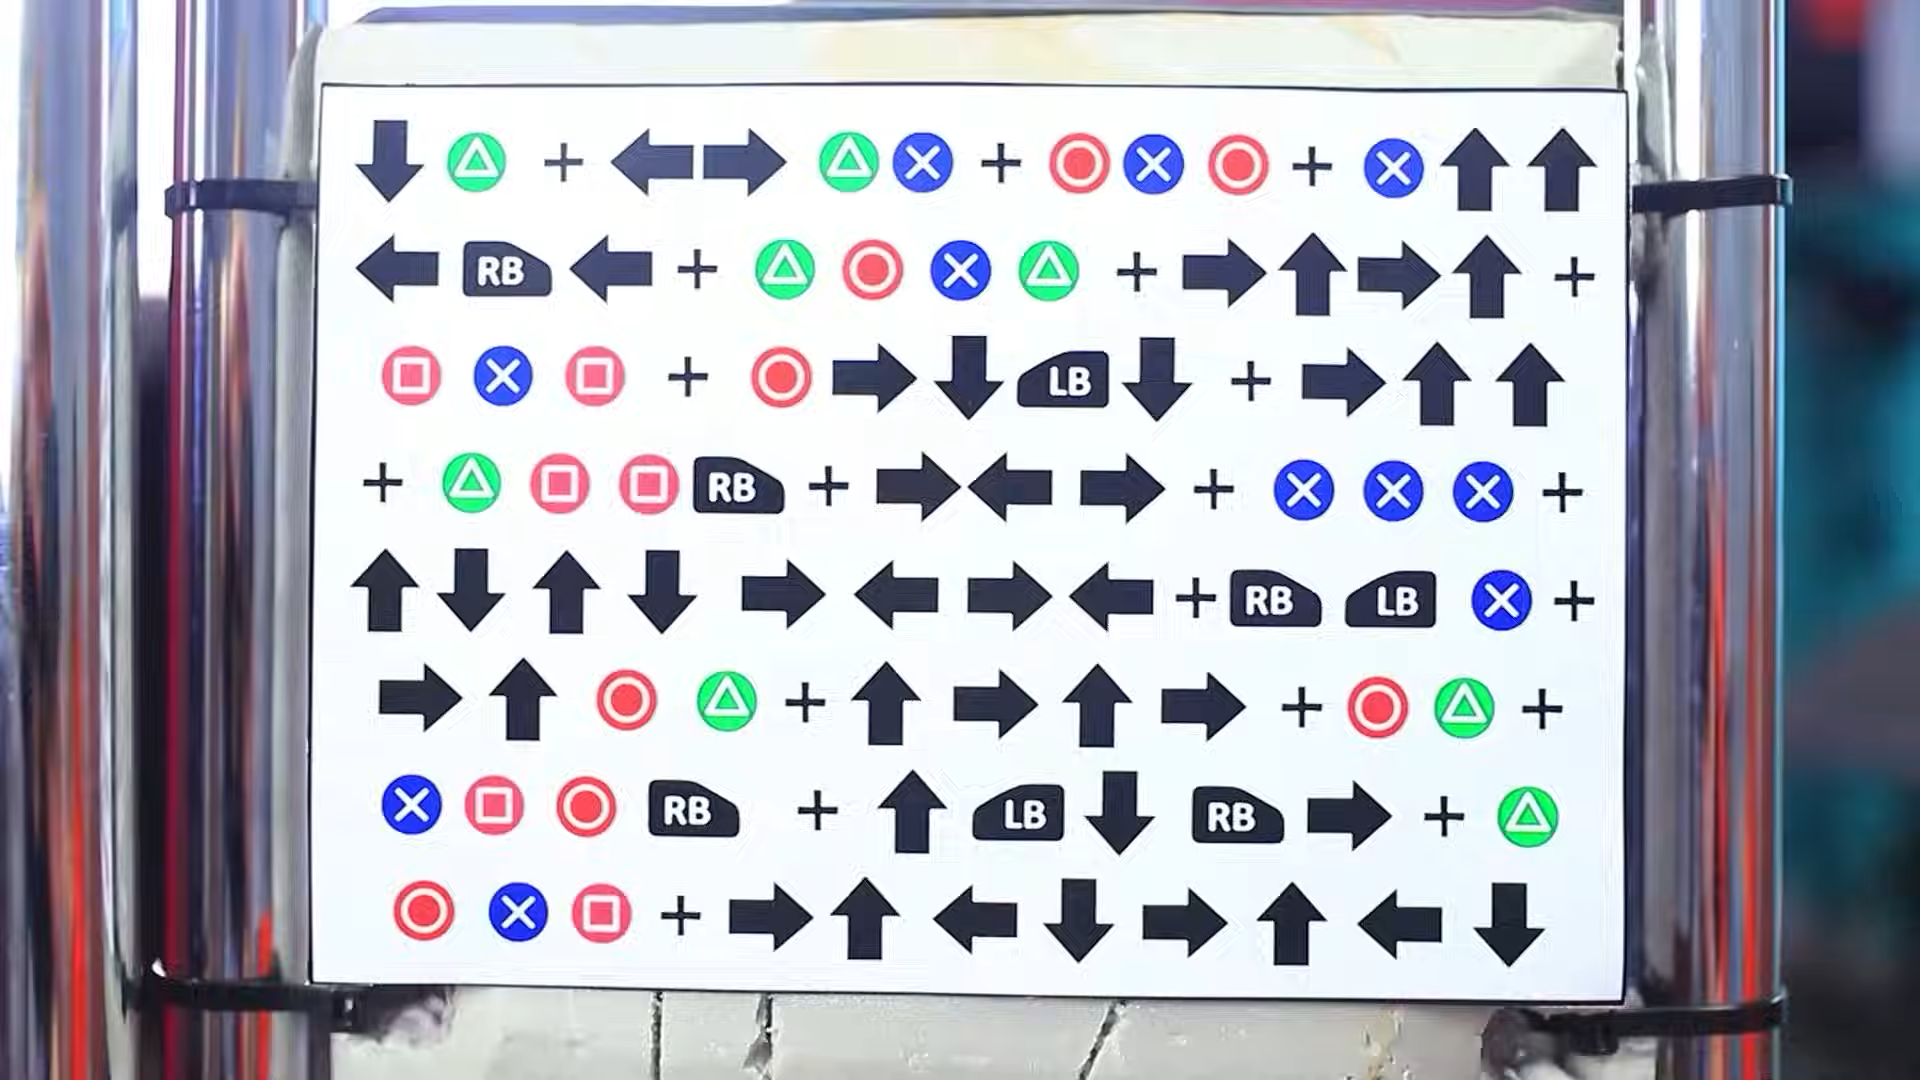 ⬇ △ + ⬅ ➡ △ ✕ + ○ ✕ ○ + ✕ ⬆ ⬆
⬅ RB ⬅ + △ ○ ✕ △ + ➡ ⬆ ➡ ⬆ +
□ ✕ □ + ○ ➡ ⬇ LB ⬇ + ➡ ⬆ ⬆
+ △ □ □ RB + ➡ ⬅ ➡ + ✕ ✕ ✕ +
⬆ ⬇ ⬆ ⬇ ➡ ⬅ ➡ ⬅ + RB LB ✕ +
➡ ⬆ ○ △ + ⬆ ➡ ⬆ ➡ + ○ △ +
✕ □ ○ RB + ⬆ LB ⬇ RB ➡ + △
○ ✕ □ + ➡ ⬆ ⬅ ⬇ ➡ ⬆ ⬅ ⬇